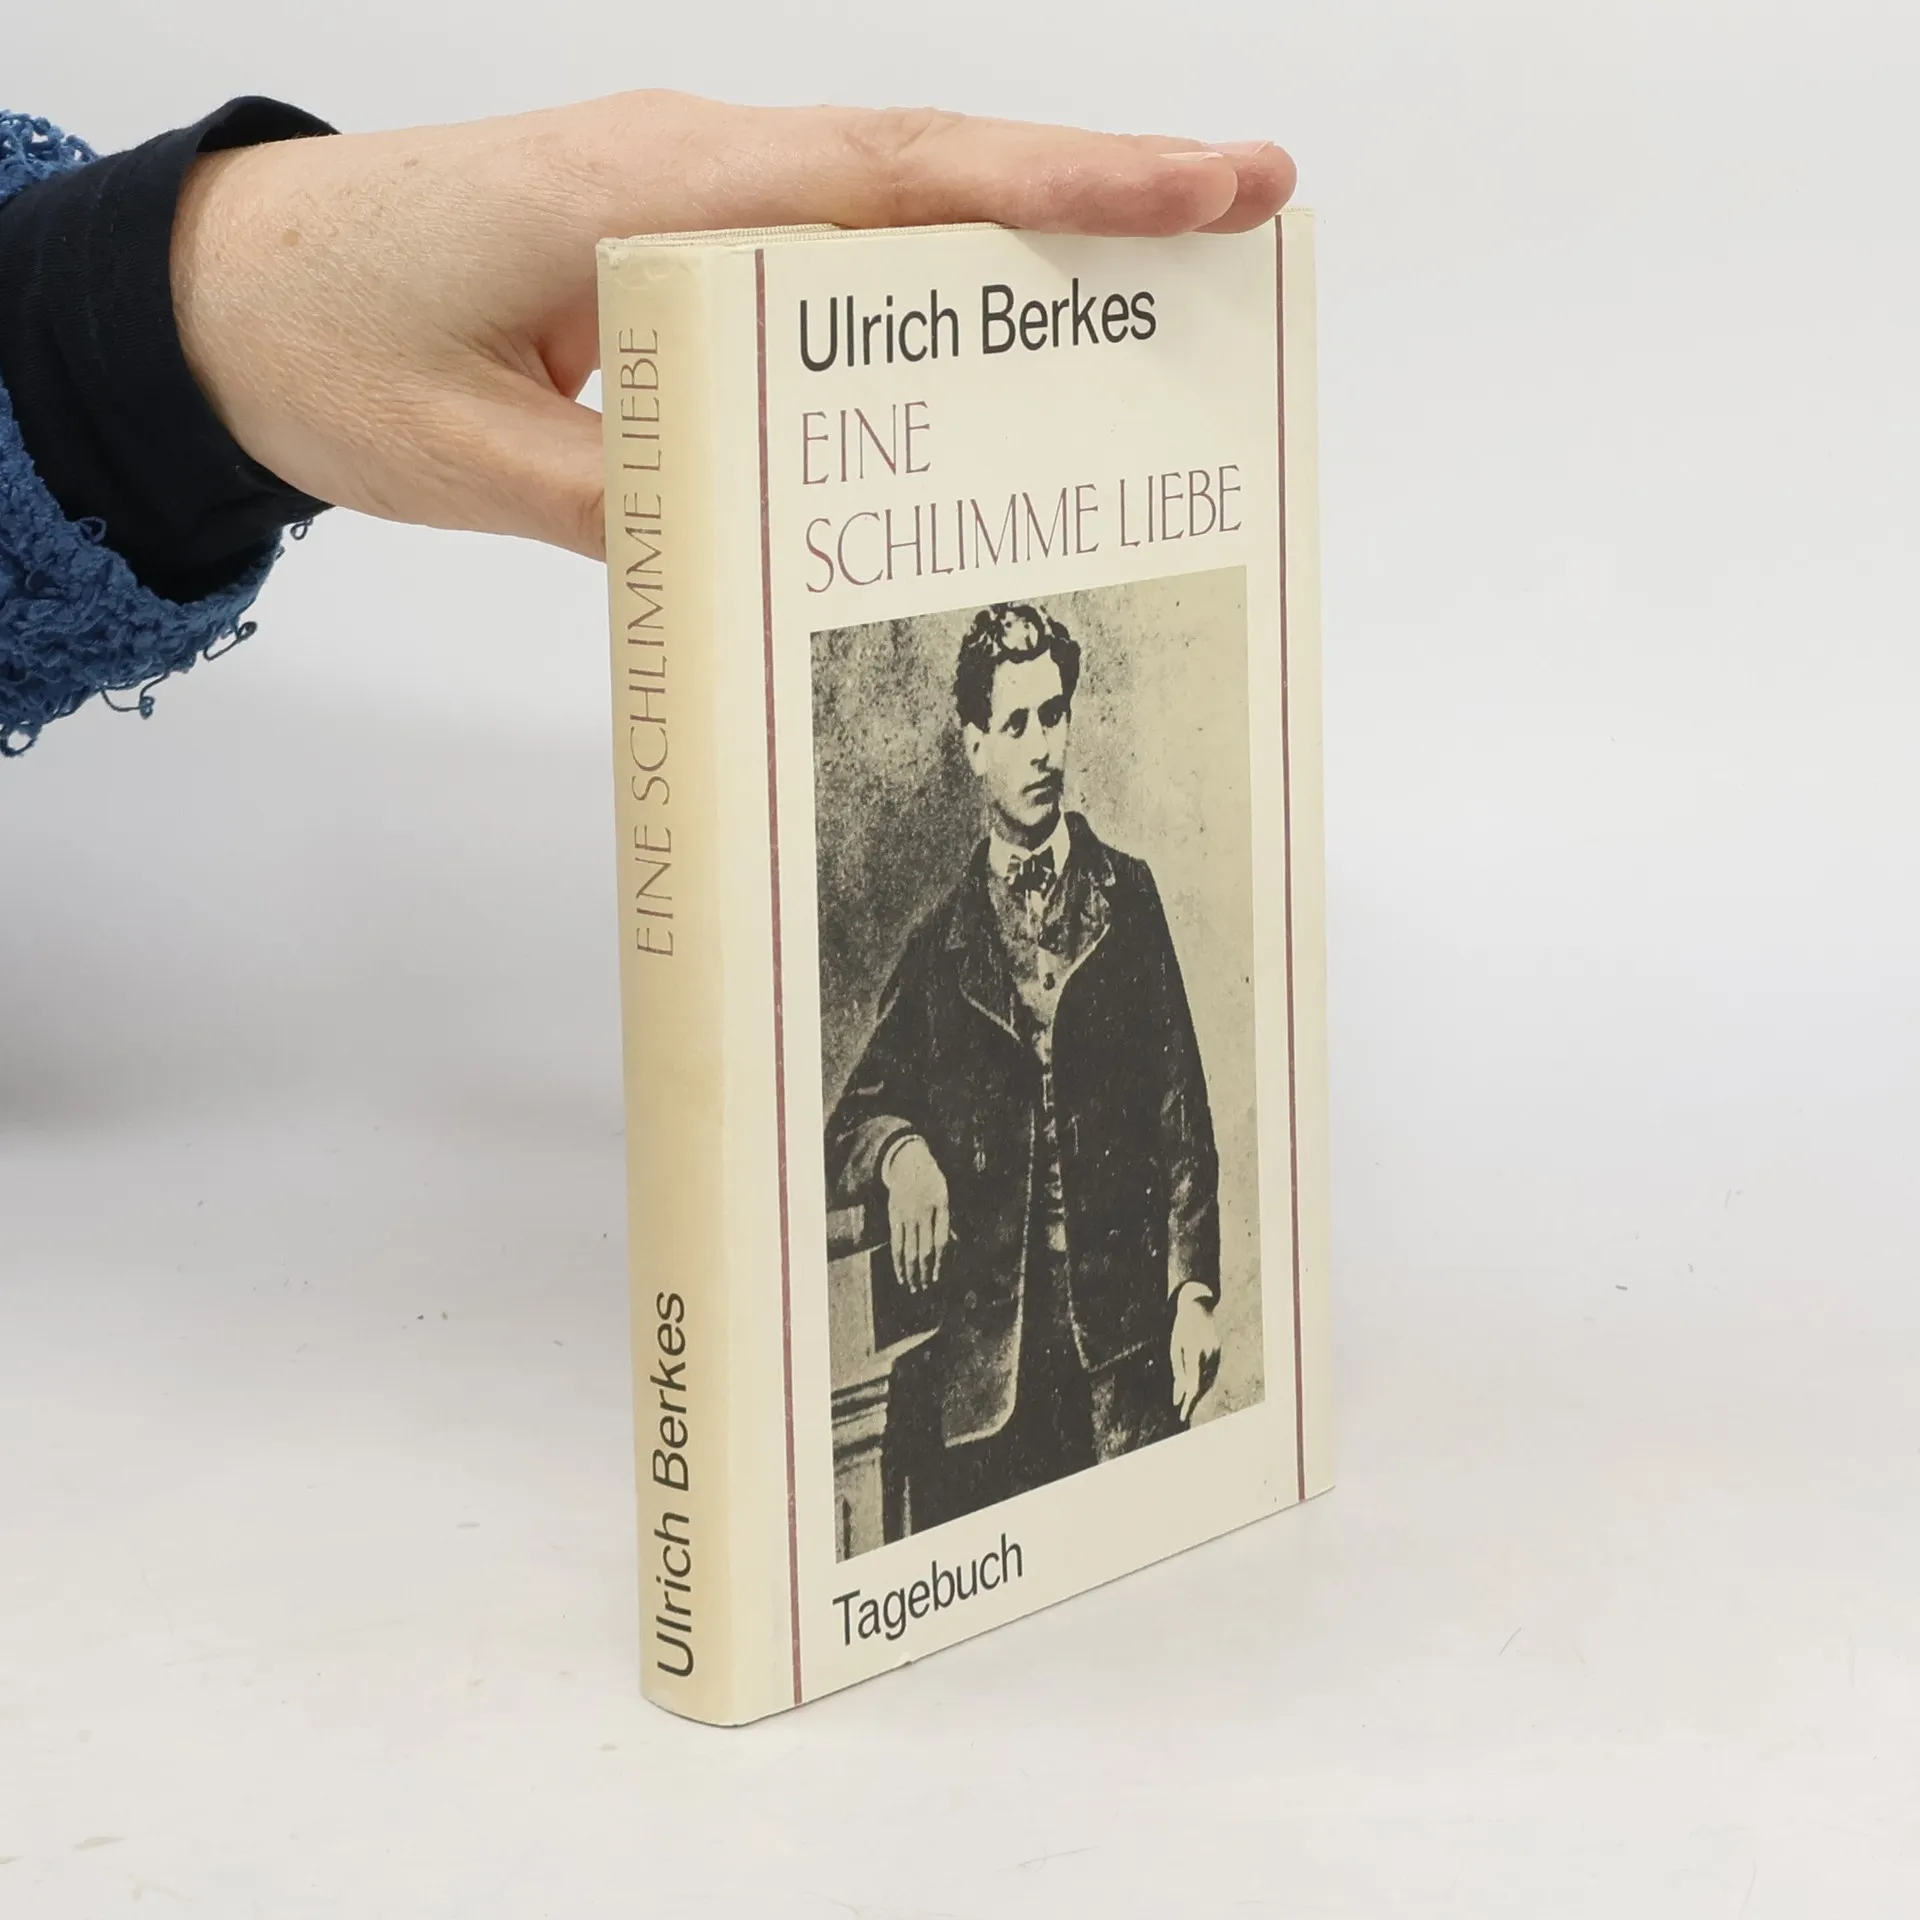 Ulrich Berkes
EINE
SCHLIMME LIEBE
Tagebuch
EINE SCHLIMME LIEBE
Ulrich Berkes